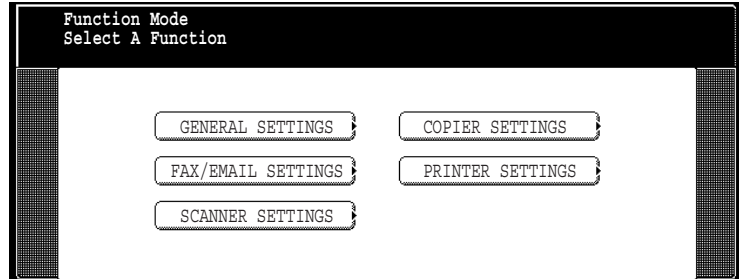 Function Mode
Select A Function
GENERAL SETTINGS
COPIER SETTINGS
FAX/EMAIL SETTINGS
PRINTER SETTINGS
SCANNER SETTINGS